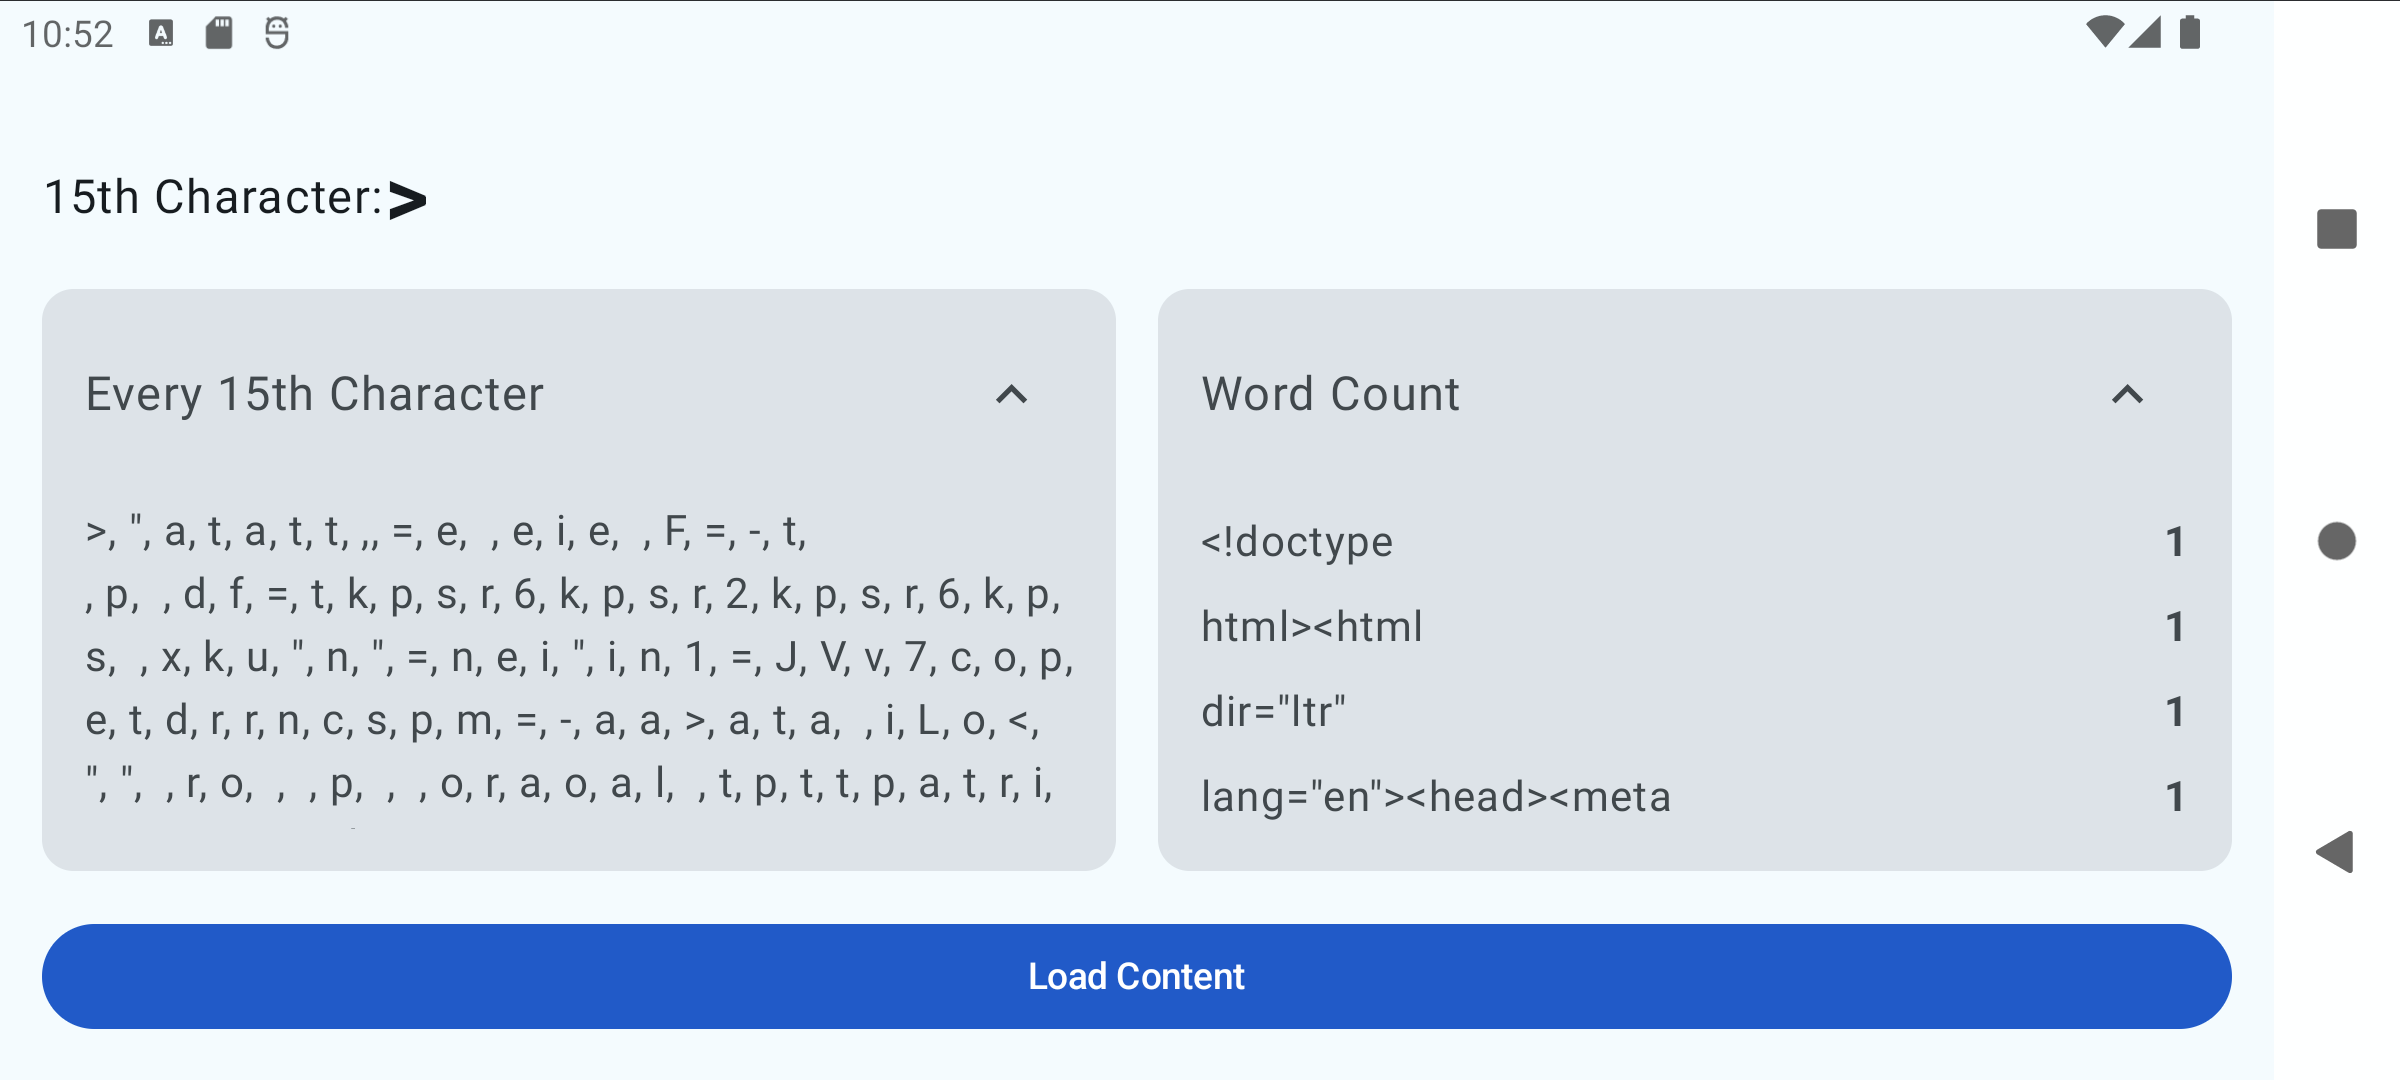 10:52
15th Character:>
Every 15th Character
>, ", a, t, a, t, t, ,, =, e,  , e, i, e,  , F, =, -, t,
, p,  , d, f, =, t, k, p, s, r, 6, k, p, s, r, 2, k, p, s, r, 6, k, p,
s,  , x, k, u, ", n, ", =, n, e, i, ", i, n, 1, =, J, V, v, 7, c, o, p,
e, t, d, r, r, n, c, s, p, m, =, -, a, a, >, a, t, a,  , i, L, o, <,
", ",  , r, o,  ,  , p,  ,  , o, r, a, o, a, l,  , t, p, t, t, p, a, t, r, i,
Word Count
<!doctype 1
html><html 1
dir="ltr" 1
lang="en"><head><meta 1
Load Content